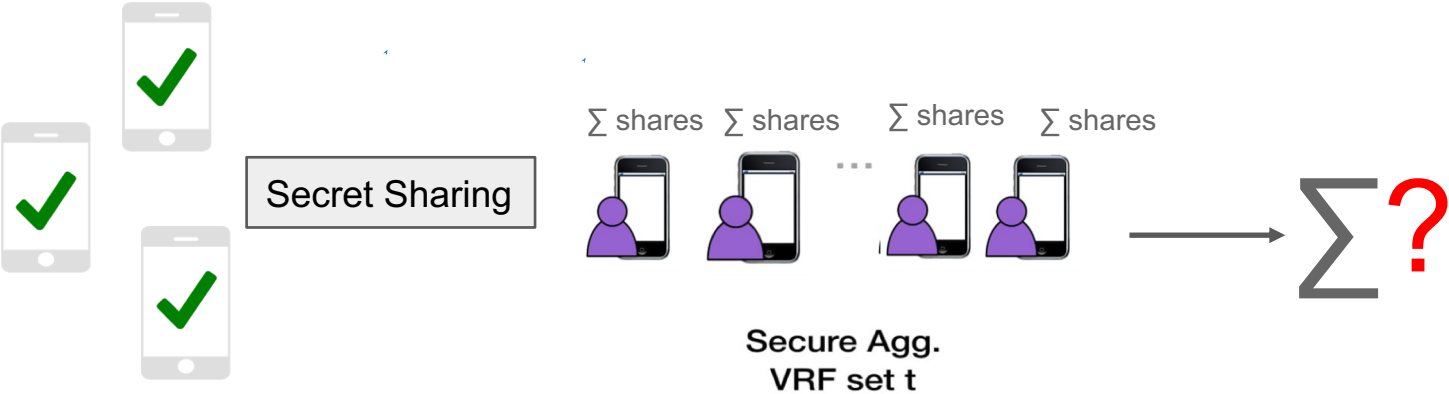 ∑ shares ∑ shares ∑ shares ∑ shares
...
Secret Sharing
∑?
Secure Agg.
VRF set t